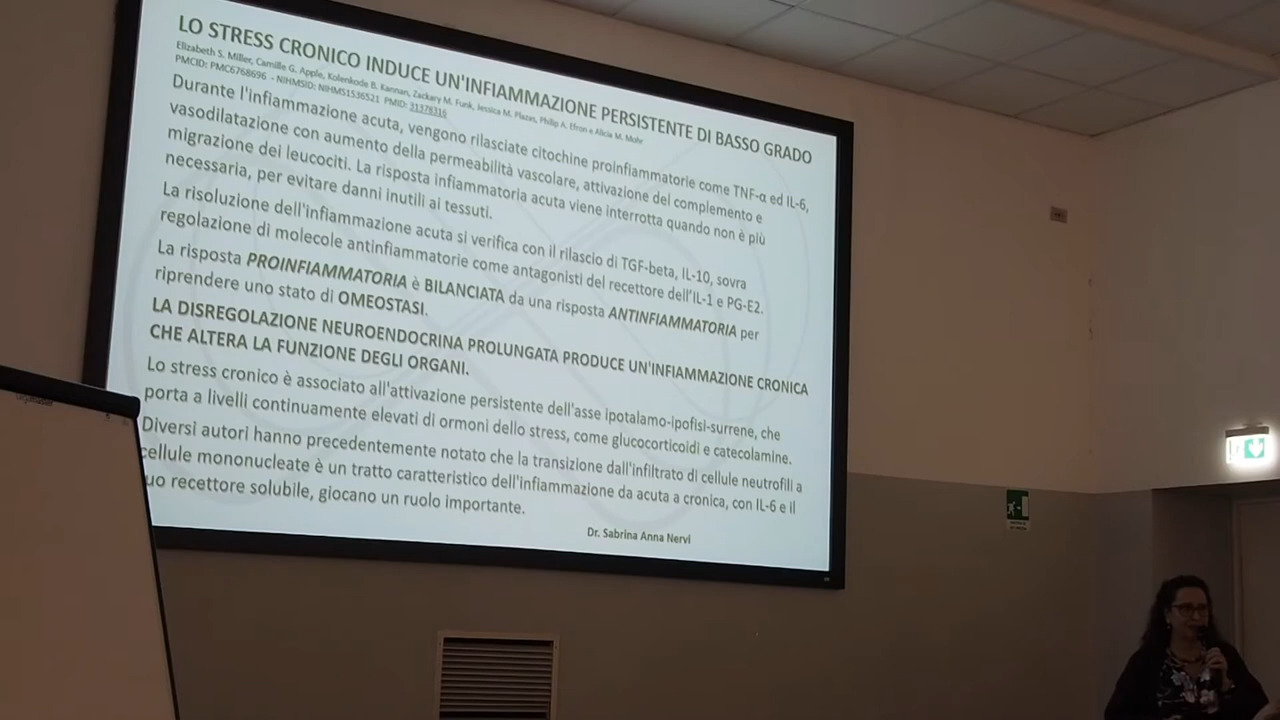 LO STRESS CRONICO INDUCE UN'INFIAMMAZIONE PERSISTENTE DI BASSO GRADO
Elizabeth S. Miller, Camille G. Apple, Kolenkode B. Kannan, Zackary M. Funk, Jessica M. Plazas, Philip A. Efron e Alicia M. Mohr
PMCID: PMC6768696 - NIHMSID: NIHMS1536521 PMID: 31378316
Durante l'infiammazione acuta, vengono rilasciate citochine proinfiammatorie come TNF-α ed IL-6,
vasodilatazione con aumento della permeabilità vascolare, attivazione del complemento e
migrazione dei leucociti. La risposta infiammatoria acuta viene interrotta quando non è più
necessaria, per evitare danni inutili ai tessuti.
La risoluzione dell'infiammazione acuta si verifica con il rilascio di TGF-beta, IL-10, sovra
regolazione di molecole antinfiammatorie come antagonisti del recettore dell'IL-1 e PG-E2.
La risposta PROINFIAMMATORIA è BILANCIATA da una risposta ANTINFIAMMATORIA per
riprendere uno stato di OMEOSTASI.
LA DISREGOLAZIONE NEUROENDOCRINA PROLUNGATA PRODUCE UN'INFIAMMAZIONE CRONICA
CHE ALTERA LA FUNZIONE DEGLI ORGANI.
Lo stress cronico è associato all'attivazione persistente dell'asse ipotalamo-ipofisi-surrene, che
porta a livelli continuamente elevati di ormoni dello stress, come glucocorticoidi e catecolamine.
Diversi autori hanno precedentemente notato che la transizione dall'infiltrato di cellule neutrofili a
cellule mononucleate è un tratto caratteristico dell'infiammazione da acuta a cronica, con IL-6 e il
uo recettore solubile, giocano un ruolo importante.
Dr. Sabrina Anna Nervi